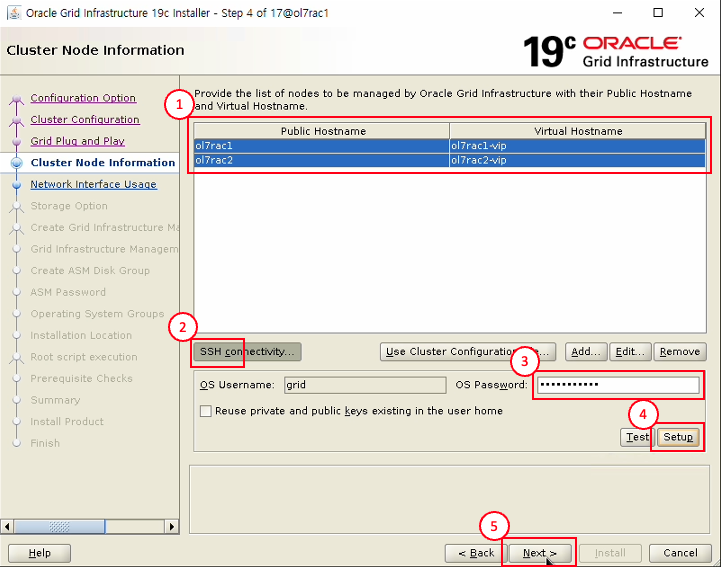 Oracle Grid Infrastructure 19c Installer - Step 4 of 17@ol7rac1
Cluster Node Information
19c ORACLE
Grid Infrastructure
Configuration Option
Cluster Configuration
Grid Plug and Play
Cluster Node Information
Network Interface Usage
Storage Option
Create Grid Infrastructure Ma
Grid Infrastructure Managem
Create ASM Disk Group
ASM Password
Operating System Groups
Installation Location
Root script execution
Prerequisite Checks
Summary
Install Product
Finish
1
Provide the list of nodes to be managed by Oracle Grid Infrastructure with their Public Hostname
and Virtual Hostname.
Public Hostname Virtual Hostname
ol7rac1 ol7rac1-vip
ol7rac2 ol7rac2-vip
2
SSH connectivity... Use Cluster Configuration ... Add... Edit... Remove
3
OS Username: grid OS Password: •••••••••••
Reuse private and public keys existing in the user home
4
Test Setup
5
Help < Back Next > Install Cancel